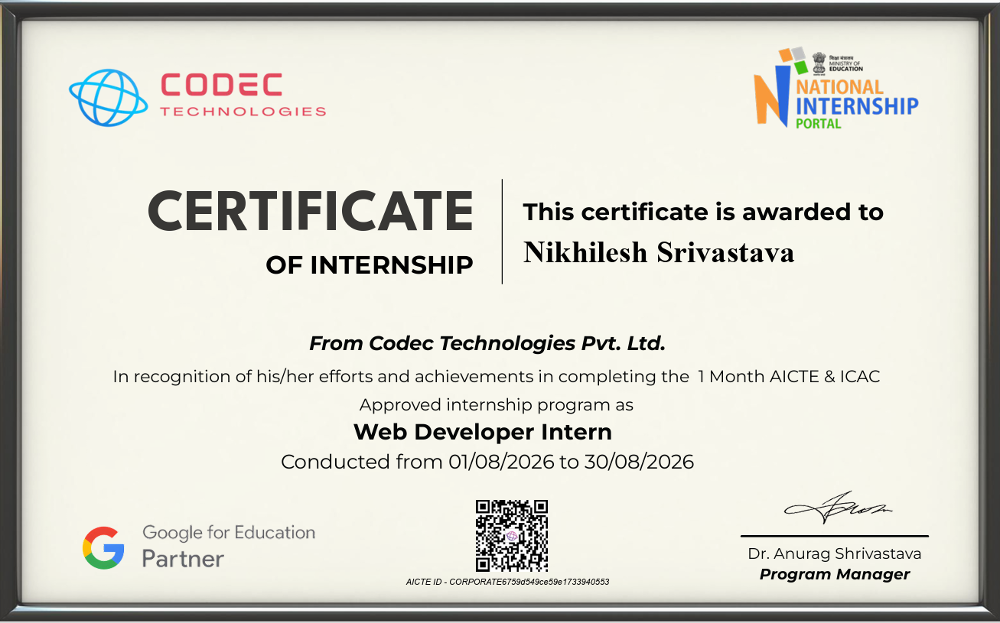 CODEC
TECHNOLOGIES
शिक्षा मंत्रालय
MINISTRY OF
EDUCATION
NATIONAL
INTERNSHIP
PORTAL
CERTIFICATE
OF INTERNSHIP
This certificate is awarded to
Nikhilesh Srivastava
From Codec Technologies Pvt. Ltd.
In recognition of his/her efforts and achievements in completing the 1 Month AICTE & ICAC
Approved internship program as
Web Developer Intern
Conducted from 01/08/2026 to 30/08/2026
Google for Education
Partner
AICTE ID - CORPORATE6759d549ce59e1733940553
Dr. Anurag Shrivastava
Program Manager